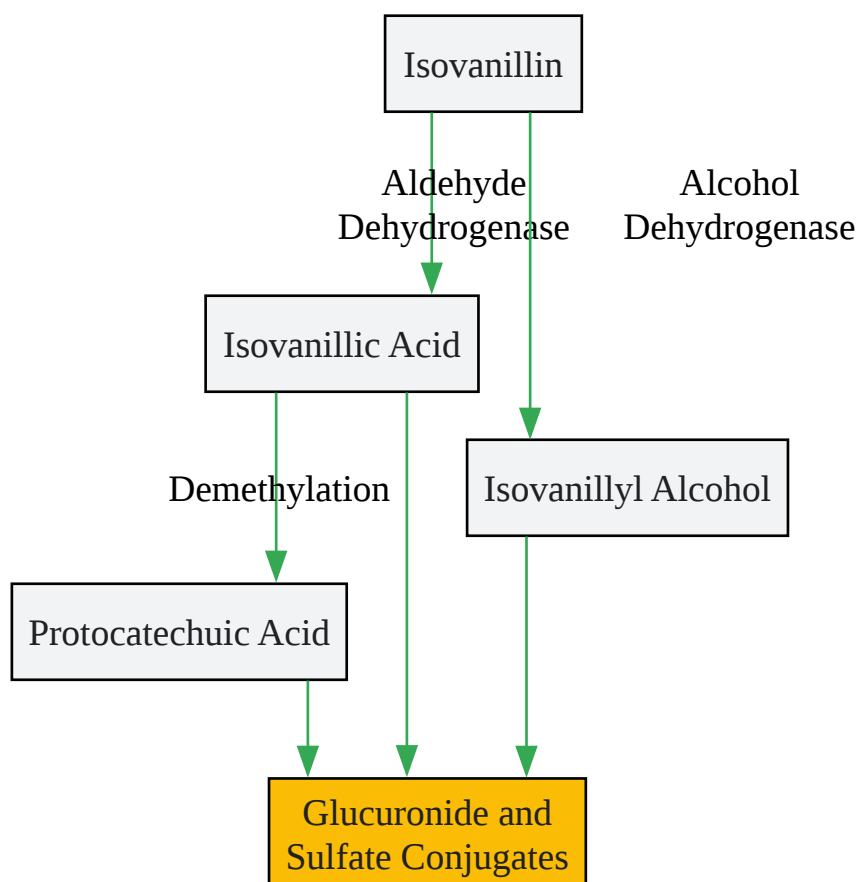 Isovanillin
Aldehyde
Dehydrogenase
Alcohol
Dehydrogenase
Isovanillic Acid
Demethylation
Isovanillyl Alcohol
Protocatechuic Acid
Glucuronide and
Sulfate Conjugates